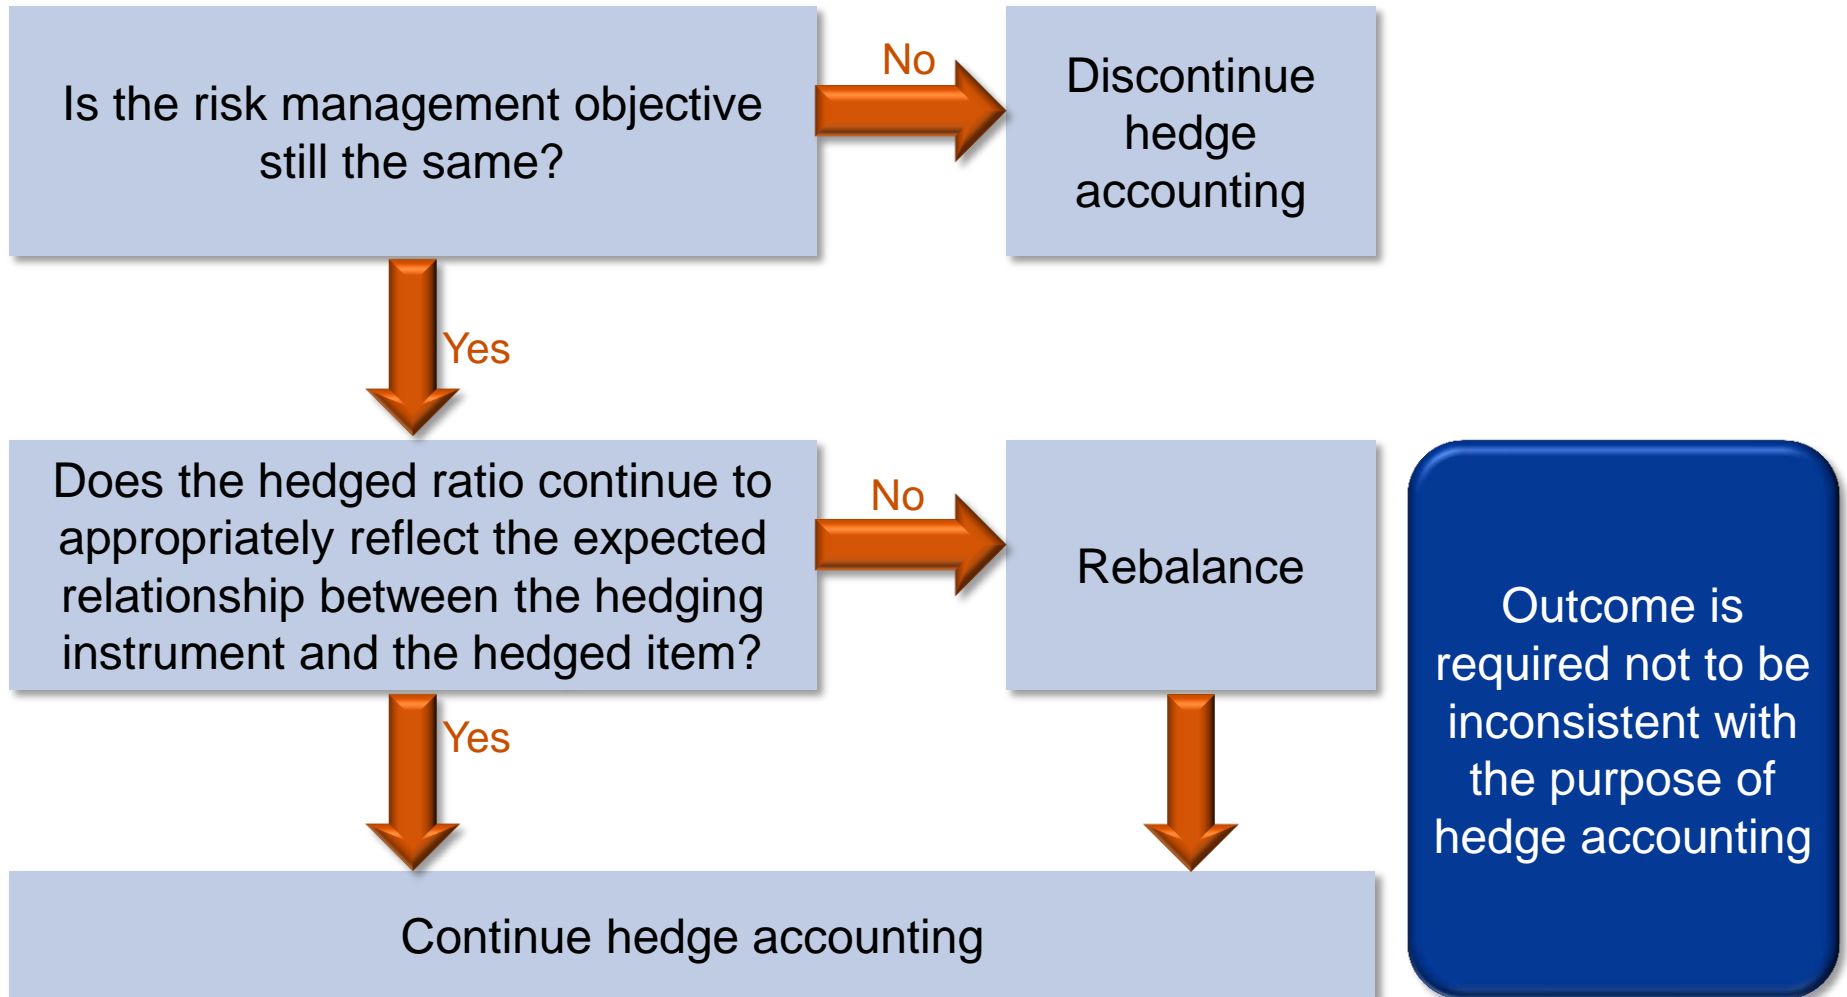 Is the risk management objective
still the same?
No
Discontinue
hedge
accounting
Yes
Does the hedged ratio continue to
appropriately reflect the expected
relationship between the hedging
instrument and the hedged item?
No
Rebalance
Outcome is
required not to be
inconsistent with
the purpose of
hedge accounting
Yes
Continue hedge accounting